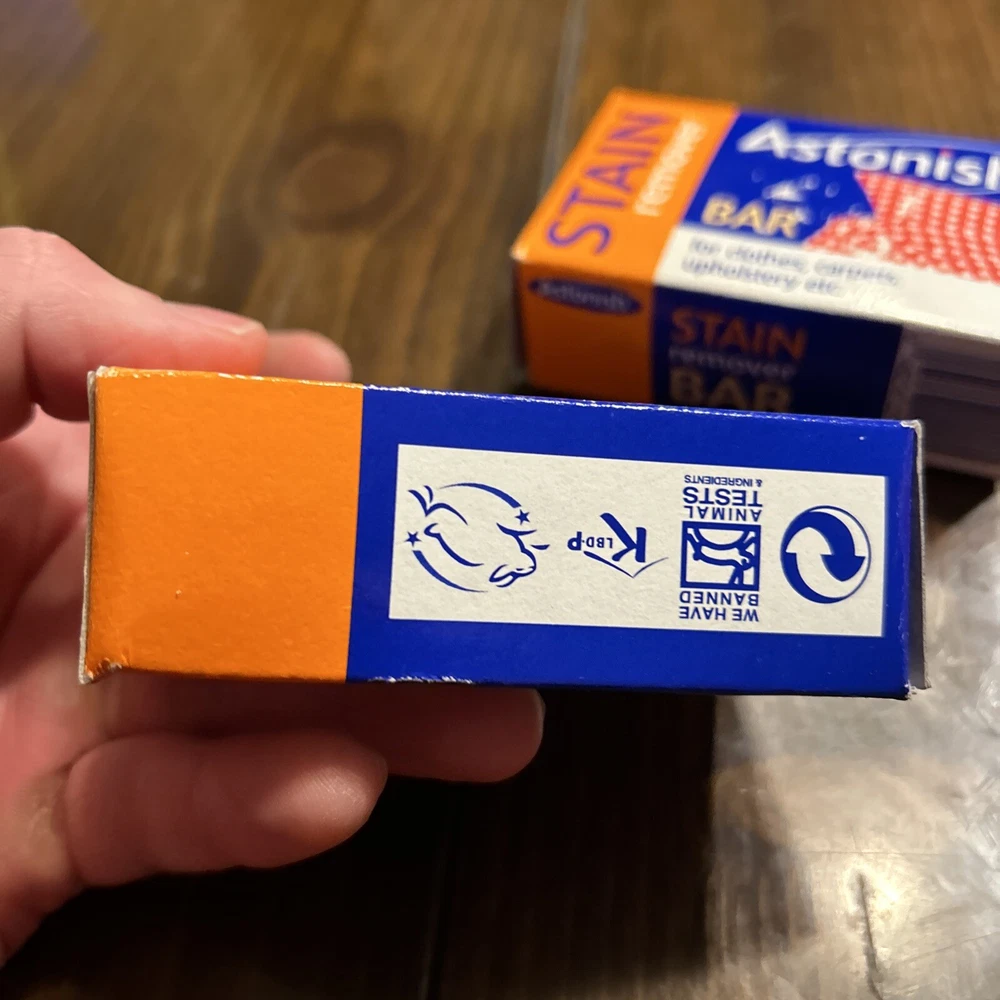 STAIN
remover
Astonish
BAR
for clothes, carpets,
upholstery etc.
Astonish
STAIN
remover
BAR
WE HAVE
BANNED
ANIMAL
TESTS
& INGREDIENTS
K
LBD-P